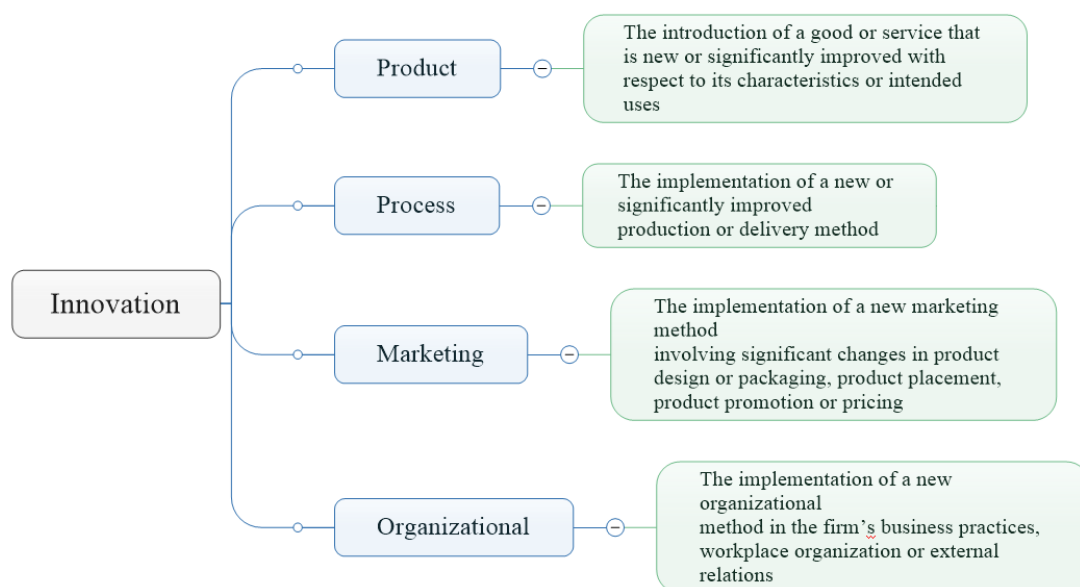 Innovation
Product
The introduction of a good or service that
is new or significantly improved with
respect to its characteristics or intended
uses
Process
The implementation of a new or
significantly improved
production or delivery method
Marketing
The implementation of a new marketing
method
involving significant changes in product
design or packaging, product placement,
product promotion or pricing
Organizational
The implementation of a new
organizational
method in the firm’s business practices,
workplace organization or external
relations